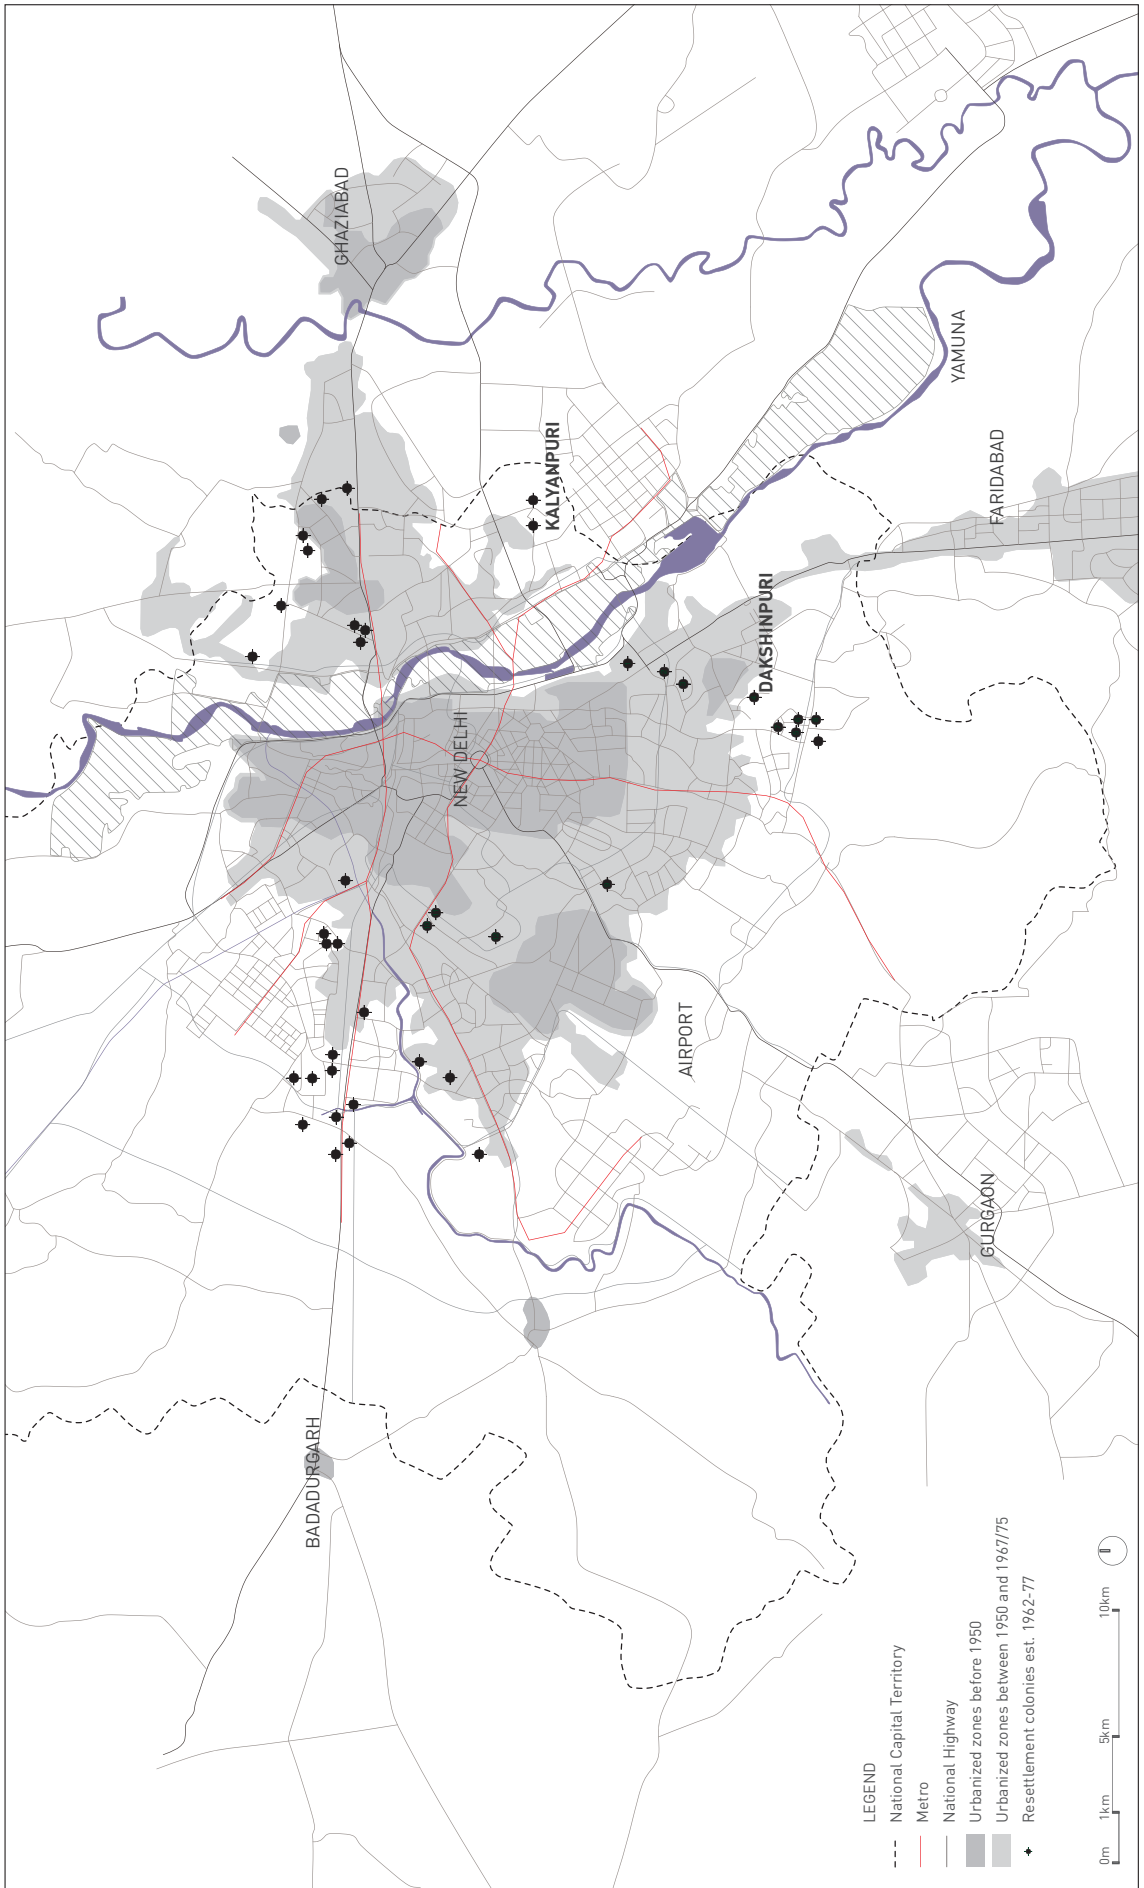 GHAZIABAD
KALYANPURI
YAMUNA
FARIDABAD
DAKSHINPURI
NEW DELHI
AIRPORT
GURGAON
BADADURGARH
LEGEND
National Capital Territory
Metro
National Highway
Urbanized zones before 1950
Urbanized zones between 1950 and 1967/75
Resettlement colonies est. 1962-77
0m 1km 5km 10km